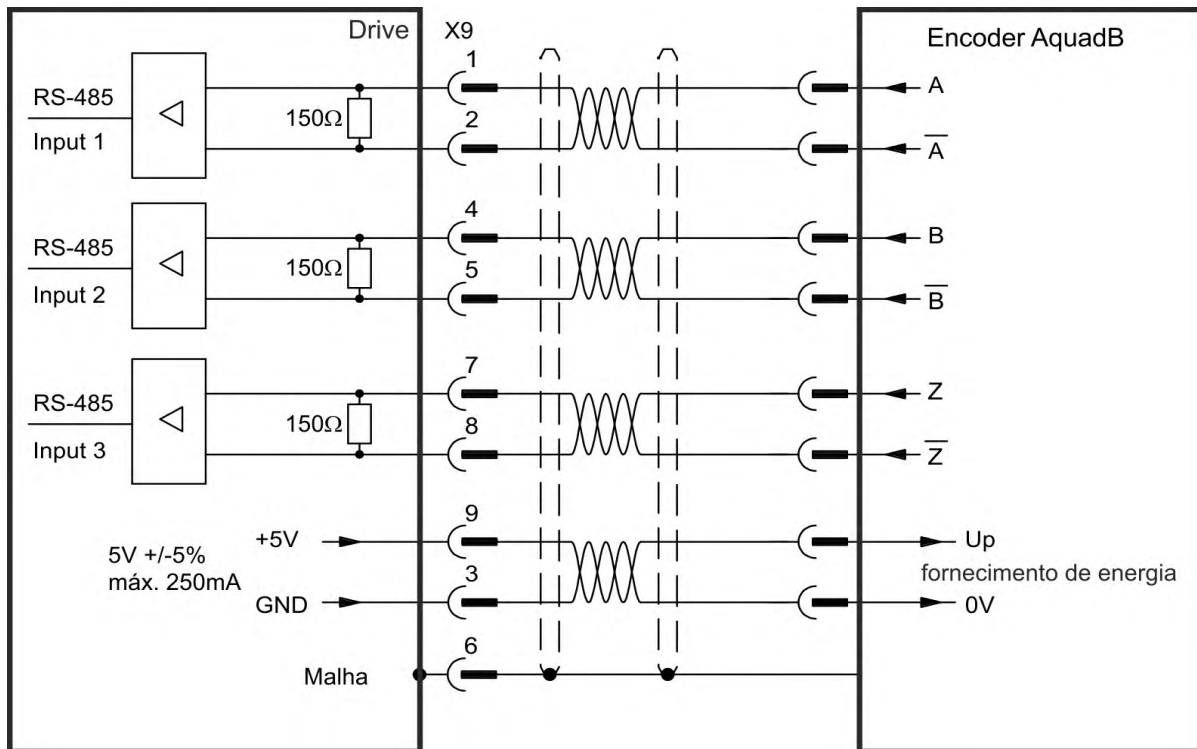 Drive
X9
Encoder AquadB
1
RS-485
Input 1
150Ω
2
A
A̅
4
RS-485
Input 2
150Ω
5
B
B̅
7
RS-485
Input 3
150Ω
8
Z
Z̅
9
+5V
5V +/-5%
máx. 250mA
3
GND
Up
fornecimento de energia
0V
6
Malha